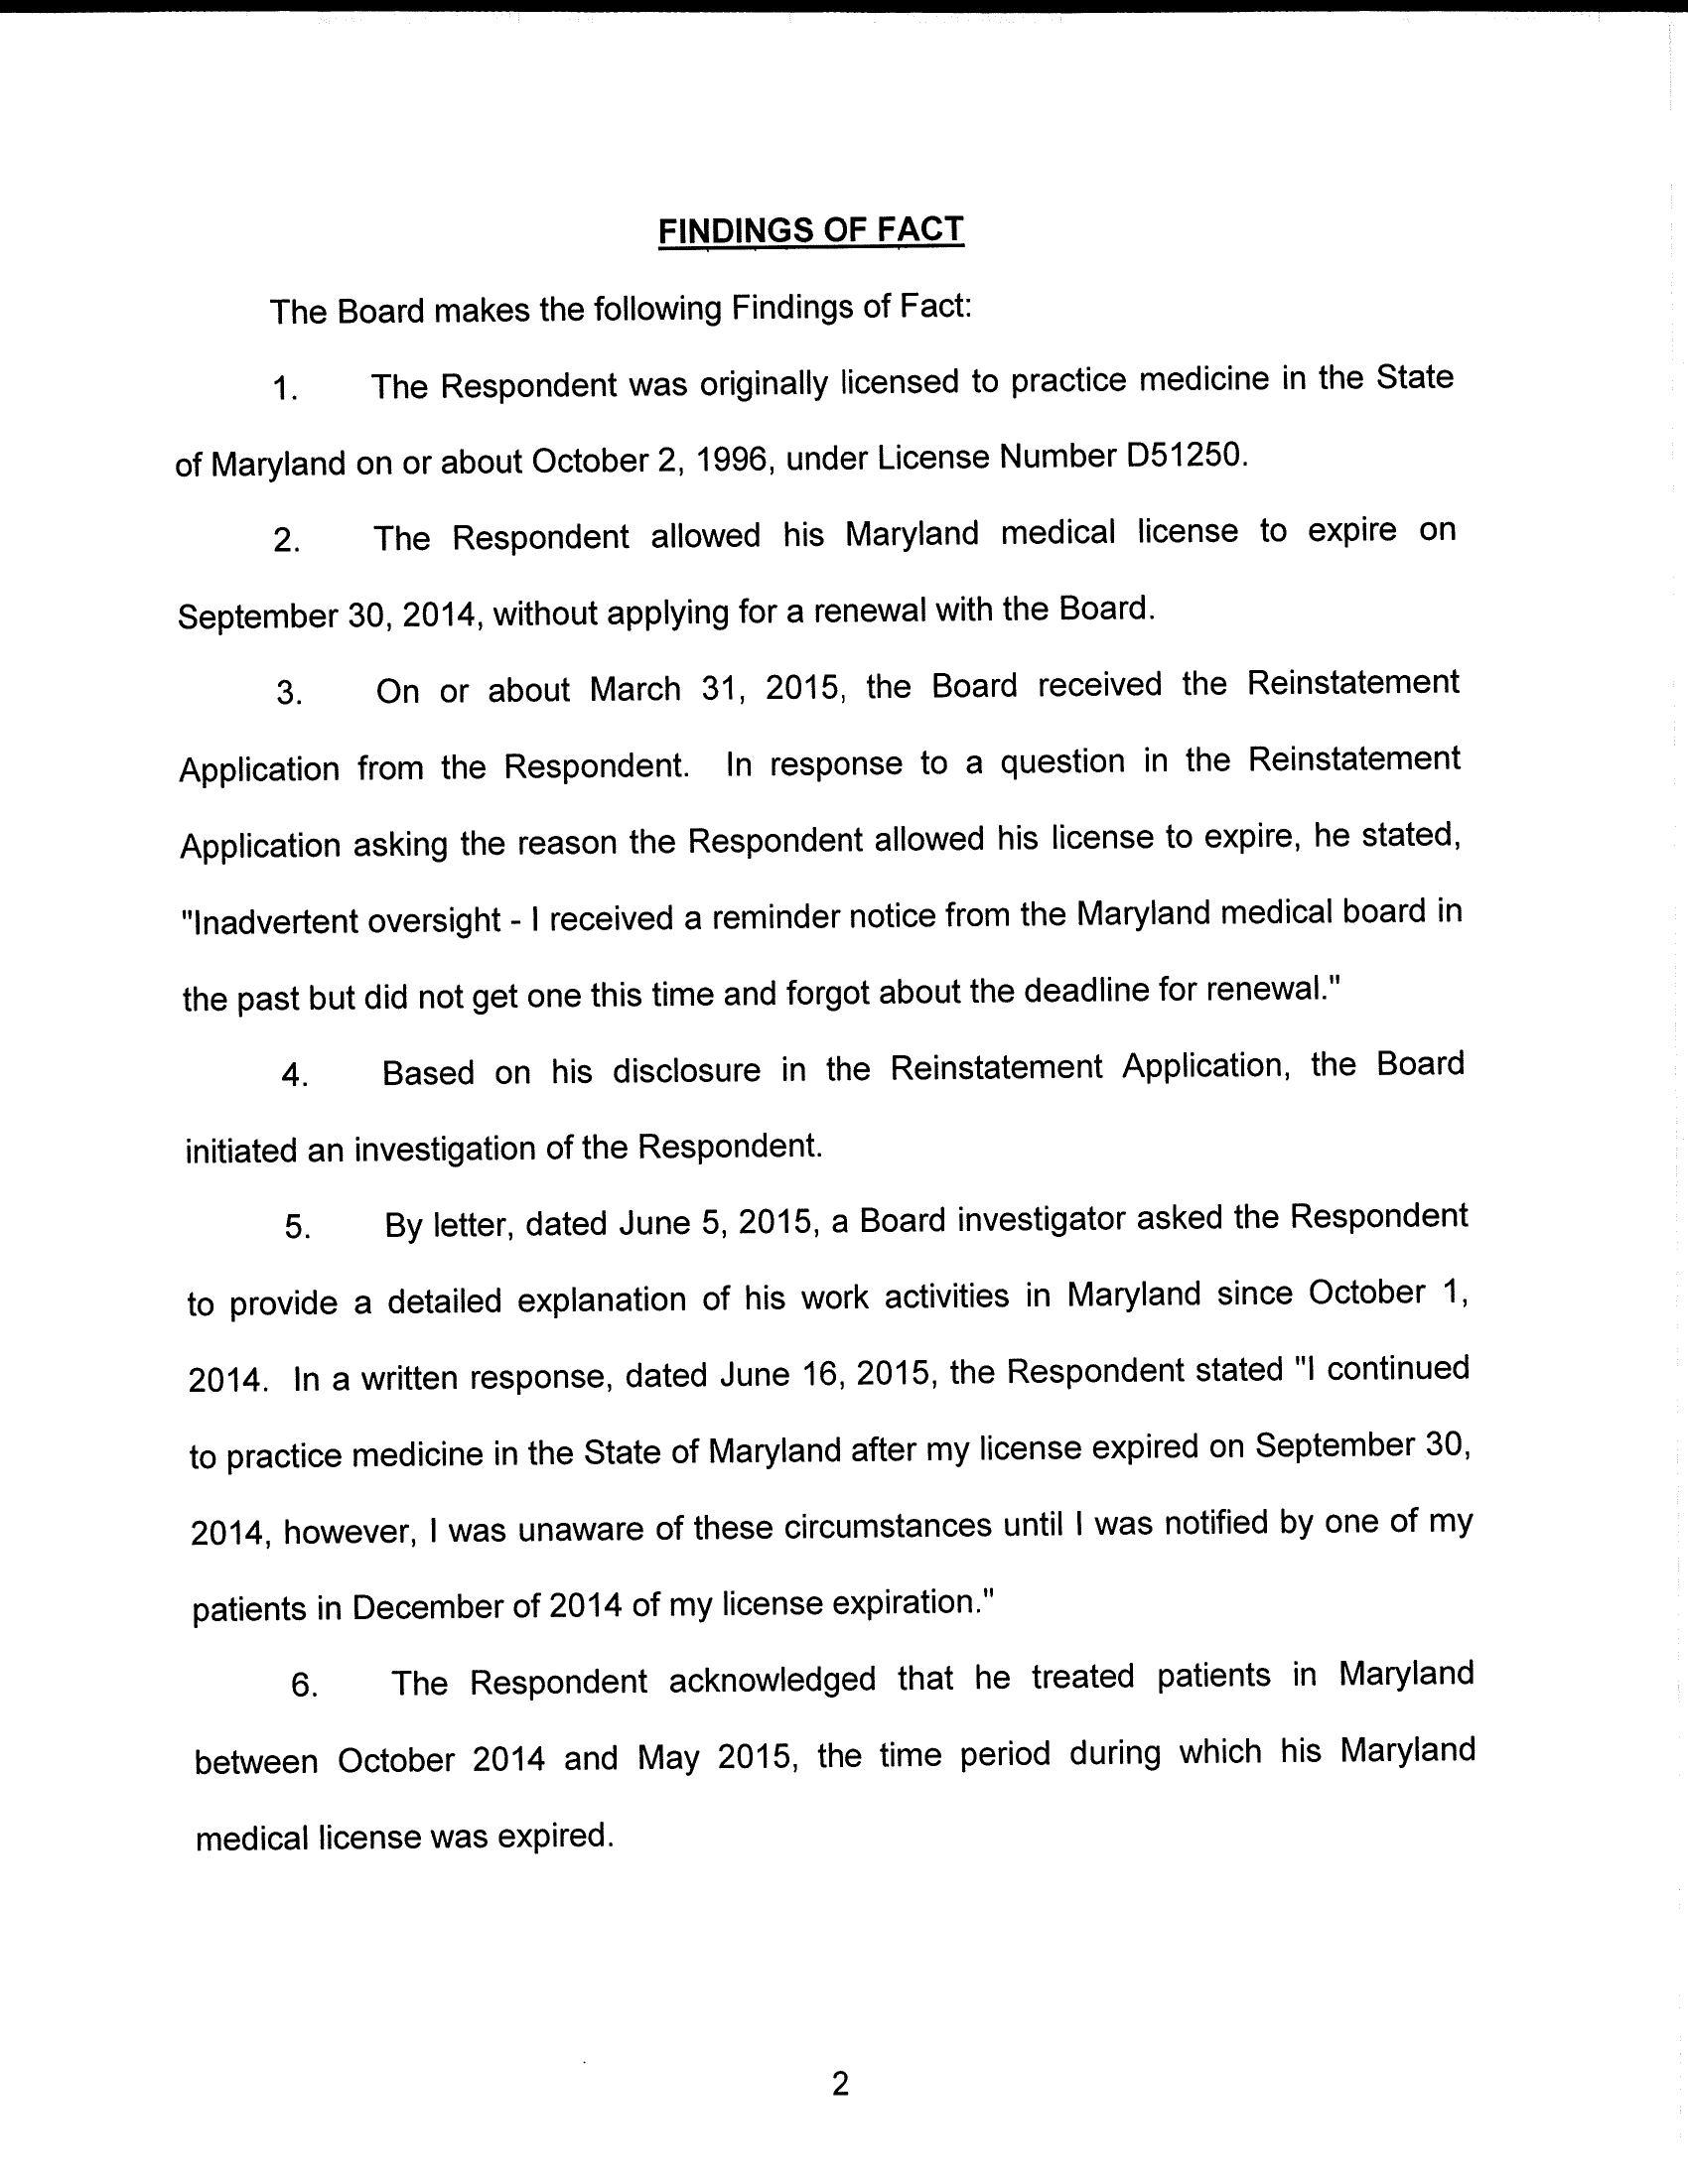 FINDINGS OF FACT
The Board makes the following Findings of Fact:
1. The Respondent was originally licensed to practice medicine in the State
of Maryland on or about October 2, 1996, under License Number D51250.
2. The Respondent allowed his Maryland medical license to expire on
September 30, 2014, without applying for a renewal with the Board.
3. On or about March 31, 2015, the Board received the Reinstatement
Application from the Respondent. In response to a question in the Reinstatement
Application asking the reason the Respondent allowed his license to expire, he stated,
"Inadvertent oversight - I received a reminder notice from the Maryland medical board in
the past but did not get one this time and forgot about the deadline for renewal."
4. Based on his disclosure in the Reinstatement Application, the Board
initiated an investigation of the Respondent.
5. By letter, dated June 5, 2015, a Board investigator asked the Respondent
to provide a detailed explanation of his work activities in Maryland since October 1,
2014. In a written response, dated June 16, 2015, the Respondent stated "I continued
to practice medicine in the State of Maryland after my license expired on September 30,
2014, however, I was unaware of these circumstances until I was notified by one of my
patients in December of 2014 of my license expiration."
6. The Respondent acknowledged that he treated patients in Maryland
between October 2014 and May 2015, the time period during which his Maryland
medical license was expired.
2